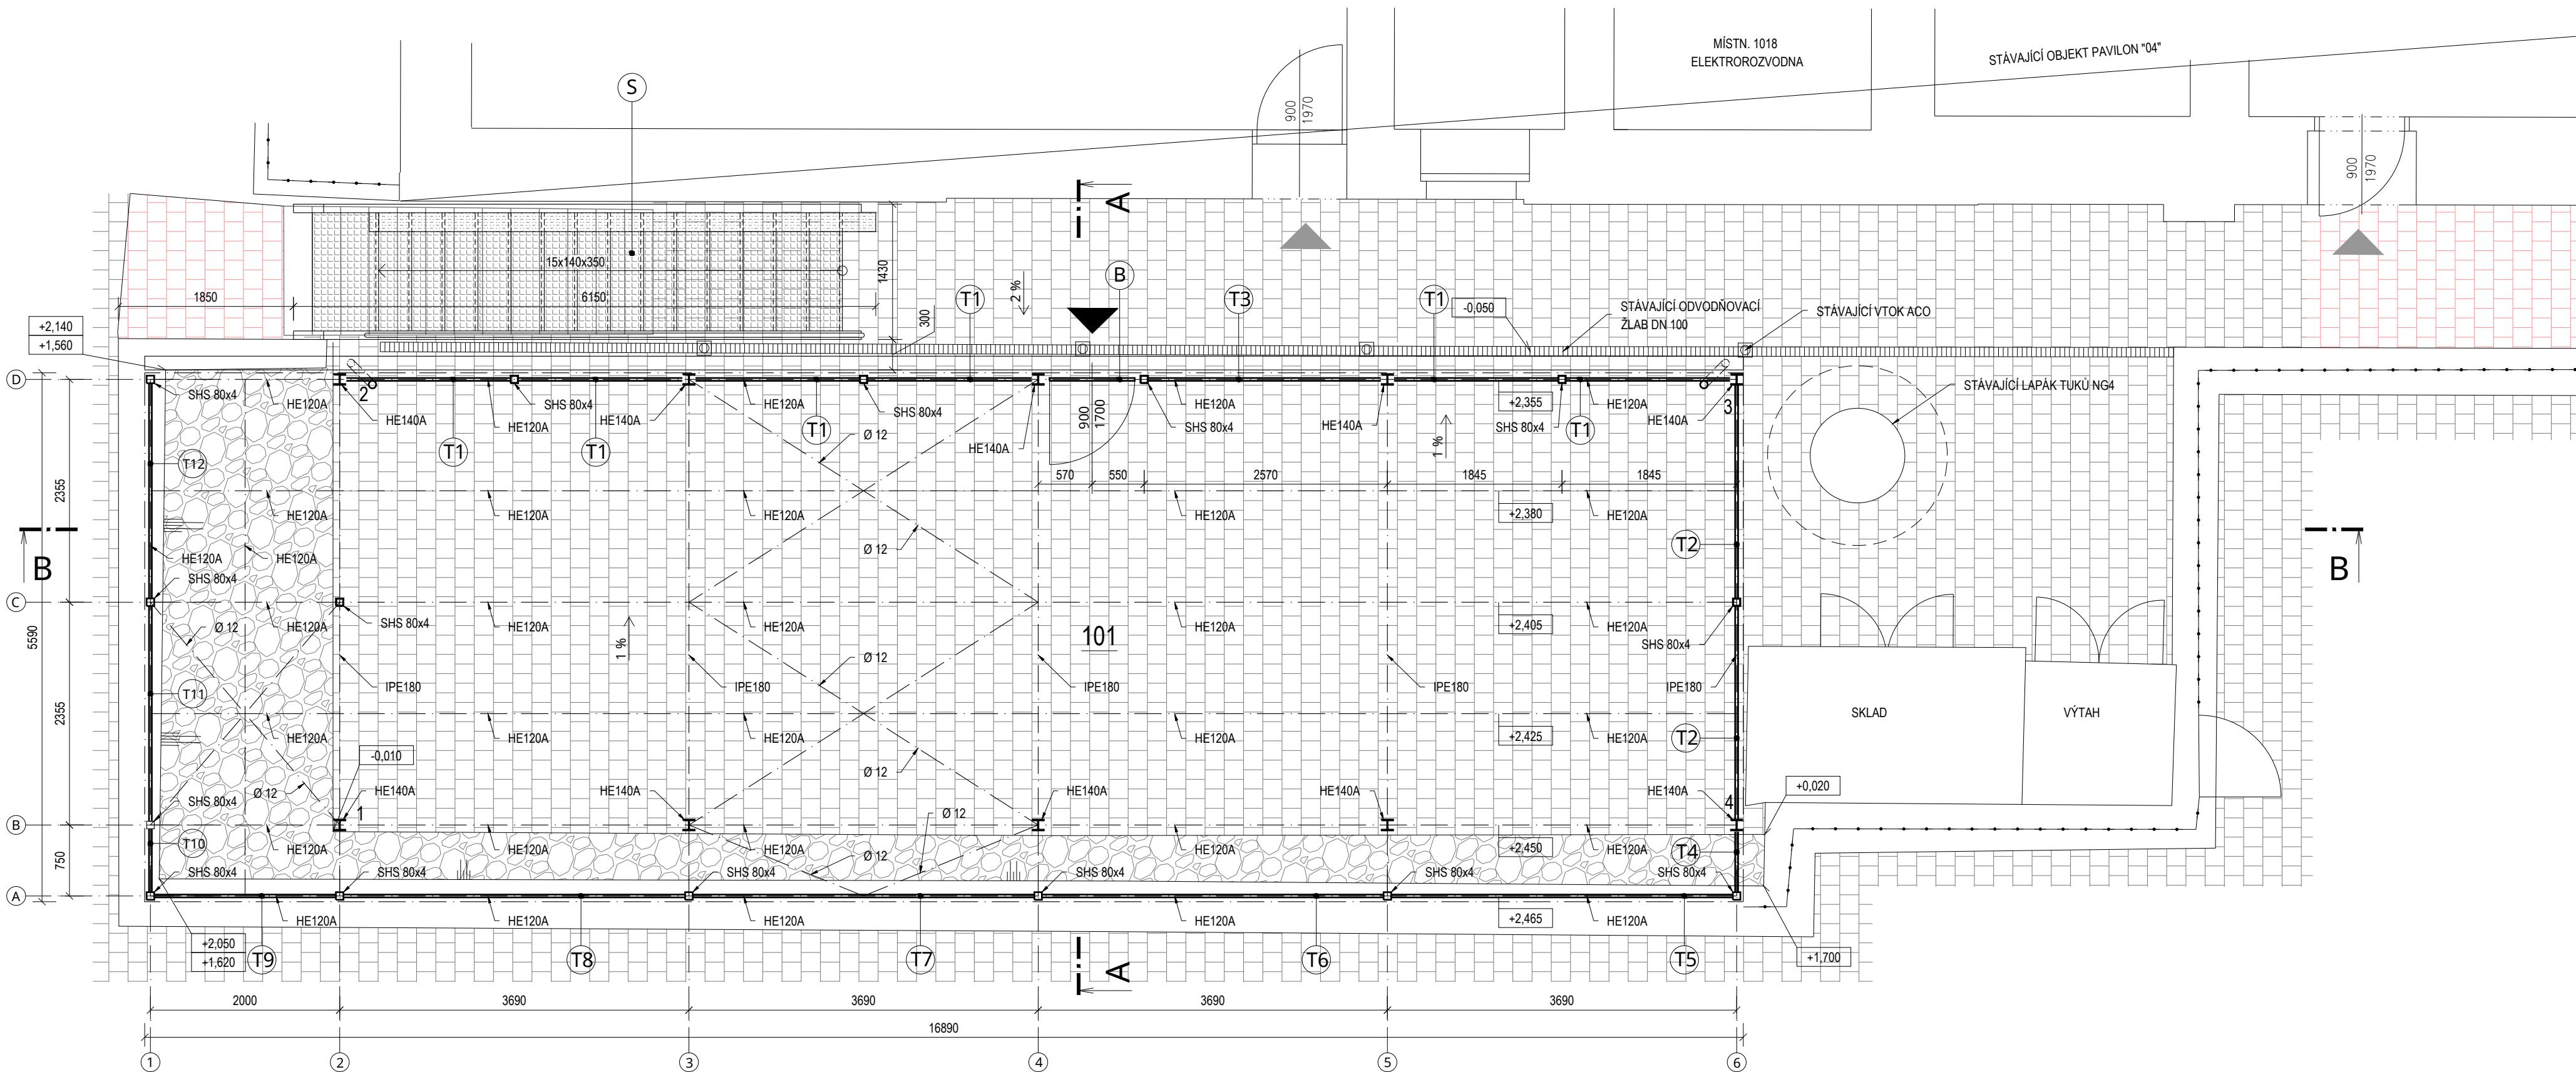 MÍSTN. 1018
ELEKTROROZVODNA
STÁVAJÍCÍ OBJEKT PAVILON "04"
S
900
1970
900
1970
A
15x140x350
6150
1850
1430
300
2 %
B
T1
T3
T1
-0,050
STÁVAJÍCÍ ODVODŇOVACÍ
ŽLAB DN 100
STÁVAJÍCÍ VTOK ACO
+2,140
+1,560
D
SHS 80x4
HE120A
2
HE140A
HE120A
SHS 80x4
HE140A
HE120A
SHS 80x4
HE140A
900
1700
HE120A
SHS 80x4
HE140A
+2,355
SHS 80x4
HE120A
HE140A
3
STÁVAJÍCÍ LAPÁK TUKŮ NG4
T12
T1
T1
T1
Ø 12
1 %
T1
570
550
2570
1845
1845
2355
HE120A
HE120A
HE120A
HE120A
+2,380
HE120A
B
HE120A
HE120A
Ø 12
T2
B
SHS 80x4
C
5590
Ø 12
HE120A
SHS 80x4
HE120A
1 %
HE120A
101
HE120A
+2,405
HE120A
SHS 80x4
T11
IPE180
IPE180
Ø 12
IPE180
IPE180
IPE180
2355
SKLAD
VÝTAH
HE120A
HE120A
HE120A
HE120A
+2,425
HE120A
T2
-0,010
Ø 12
Ø 12
HE140A
HE140A
HE140A
HE140A
HE140A
+0,020
SHS 80x4
1
4
B
Ø 12
T10
750
HE120A
HE120A
Ø 12
HE120A
HE120A
+2,450
HE120A
T4
SHS 80x4
SHS 80x4
SHS 80x4
SHS 80x4
SHS 80x4
SHS 80x4
A
HE120A
HE120A
HE120A
HE120A
+2,465
HE120A
+2,050
+1,620
T9
T8
T7
A
T6
T5
+1,700
2000
3690
3690
3690
3690
16890
1
2
3
4
5
6